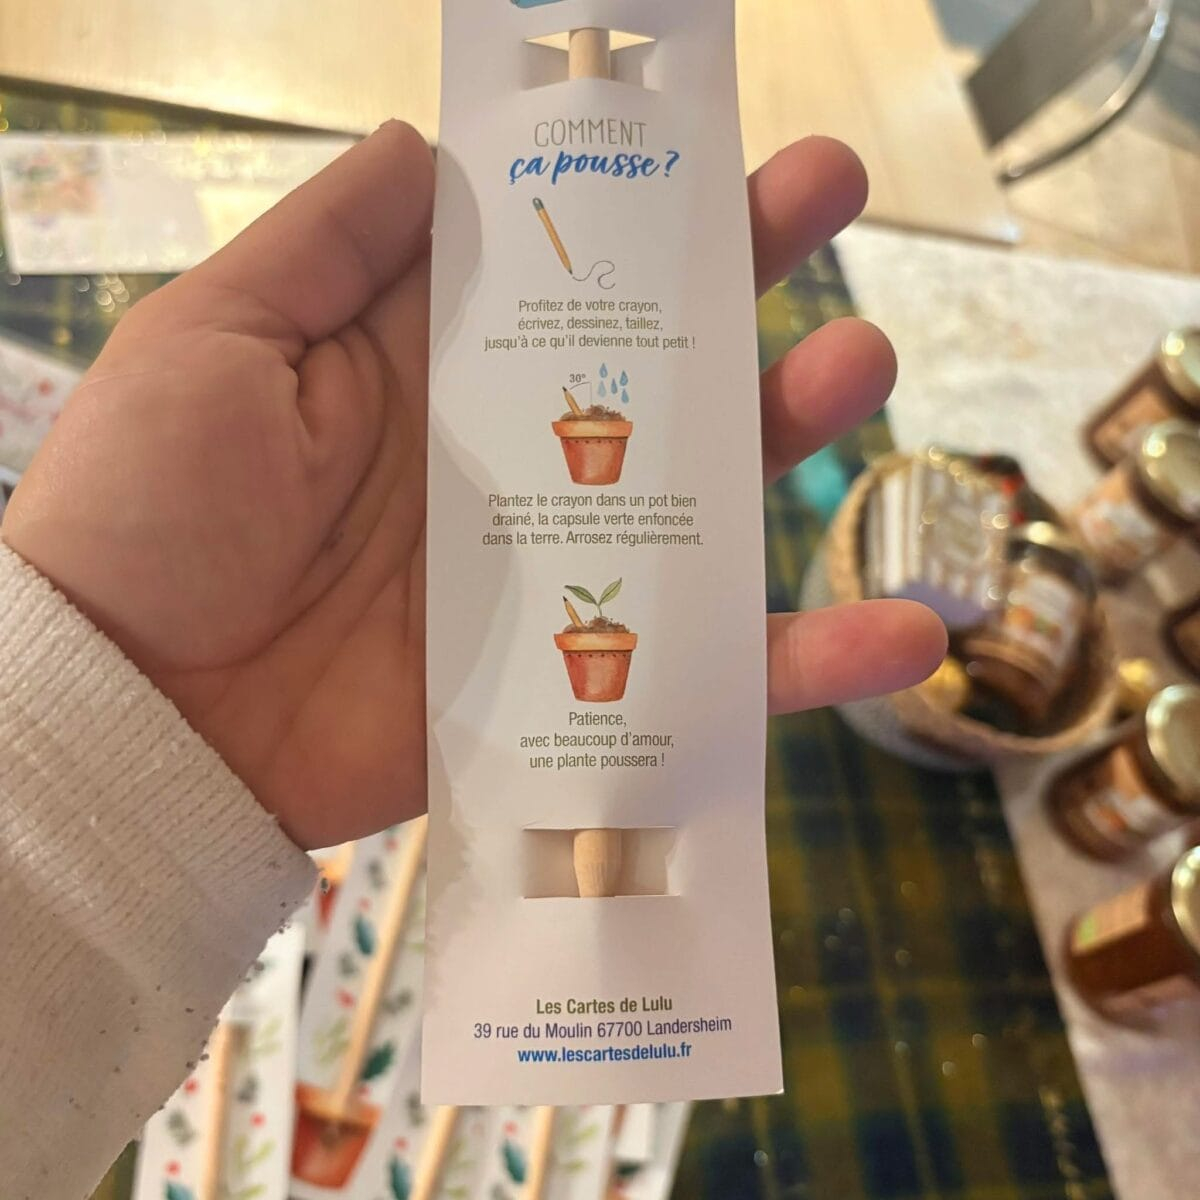 COMMENT
ça pousse ?
Profitez de votre crayon,
écrivez, dessinez, taillez,
jusqu'à ce qu'il devienne tout petit !
30°
Plantez le crayon dans un pot bien
drainé, la capsule verte enfoncée
dans la terre. Arrosez régulièrement.
Patience,
avec beaucoup d'amour,
une plante poussera !
Les Cartes de Lulu
39 rue du Moulin 67700 Landersheim
www.lescartesdelulu.fr